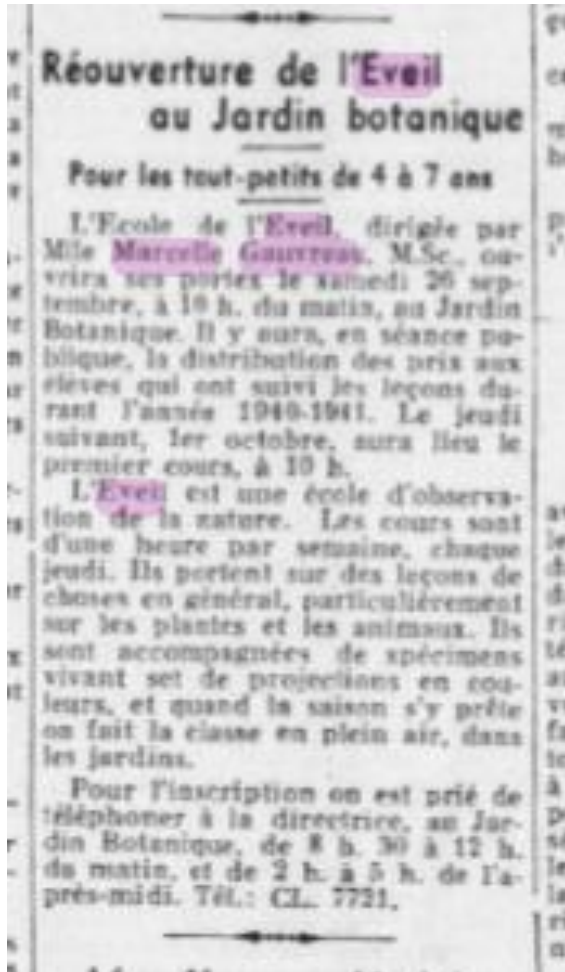 Réouverture de l'Eveil
au Jardin botanique
Pour les tout-petits de 4 à 7 ans
L'Ecole de l'Eveil, dirigée par
Mlle Marcelle Gauvreau, M.Sc., ou-
vrira ses portes le samedi 26 sep-
tembre, à 10 h. du matin, au Jardin
Botanique. Il y aura, en séance pu-
blique, la distribution des prix aux
élèves qui ont suivi les leçons du-
rant l'année 1940-1941. Le jeudi
suivant, 1er octobre, aura lieu le
premier cours, à 10 h.
L'Eveil est une école d'observa-
tion de la nature. Les cours sont
d'une heure par semaine, chaque
jeudi. Ils portent sur des leçons de
choses en général, particulièrement
sur les plantes et les animaux. Ils
sont accompagnées de spécimens
vivant set de projections en cou-
leurs, et quand la saison s'y prête
on fait la classe en plein air, dans
les jardins.
Pour l'inscription on est prié de
téléphoner à la directrice, au Jar-
din Botanique, de 8 h. 30 à 12 h.
du matin, et de 2 h. à 5 h. de l'a-
près-midi. Tél.: CL. 7721.